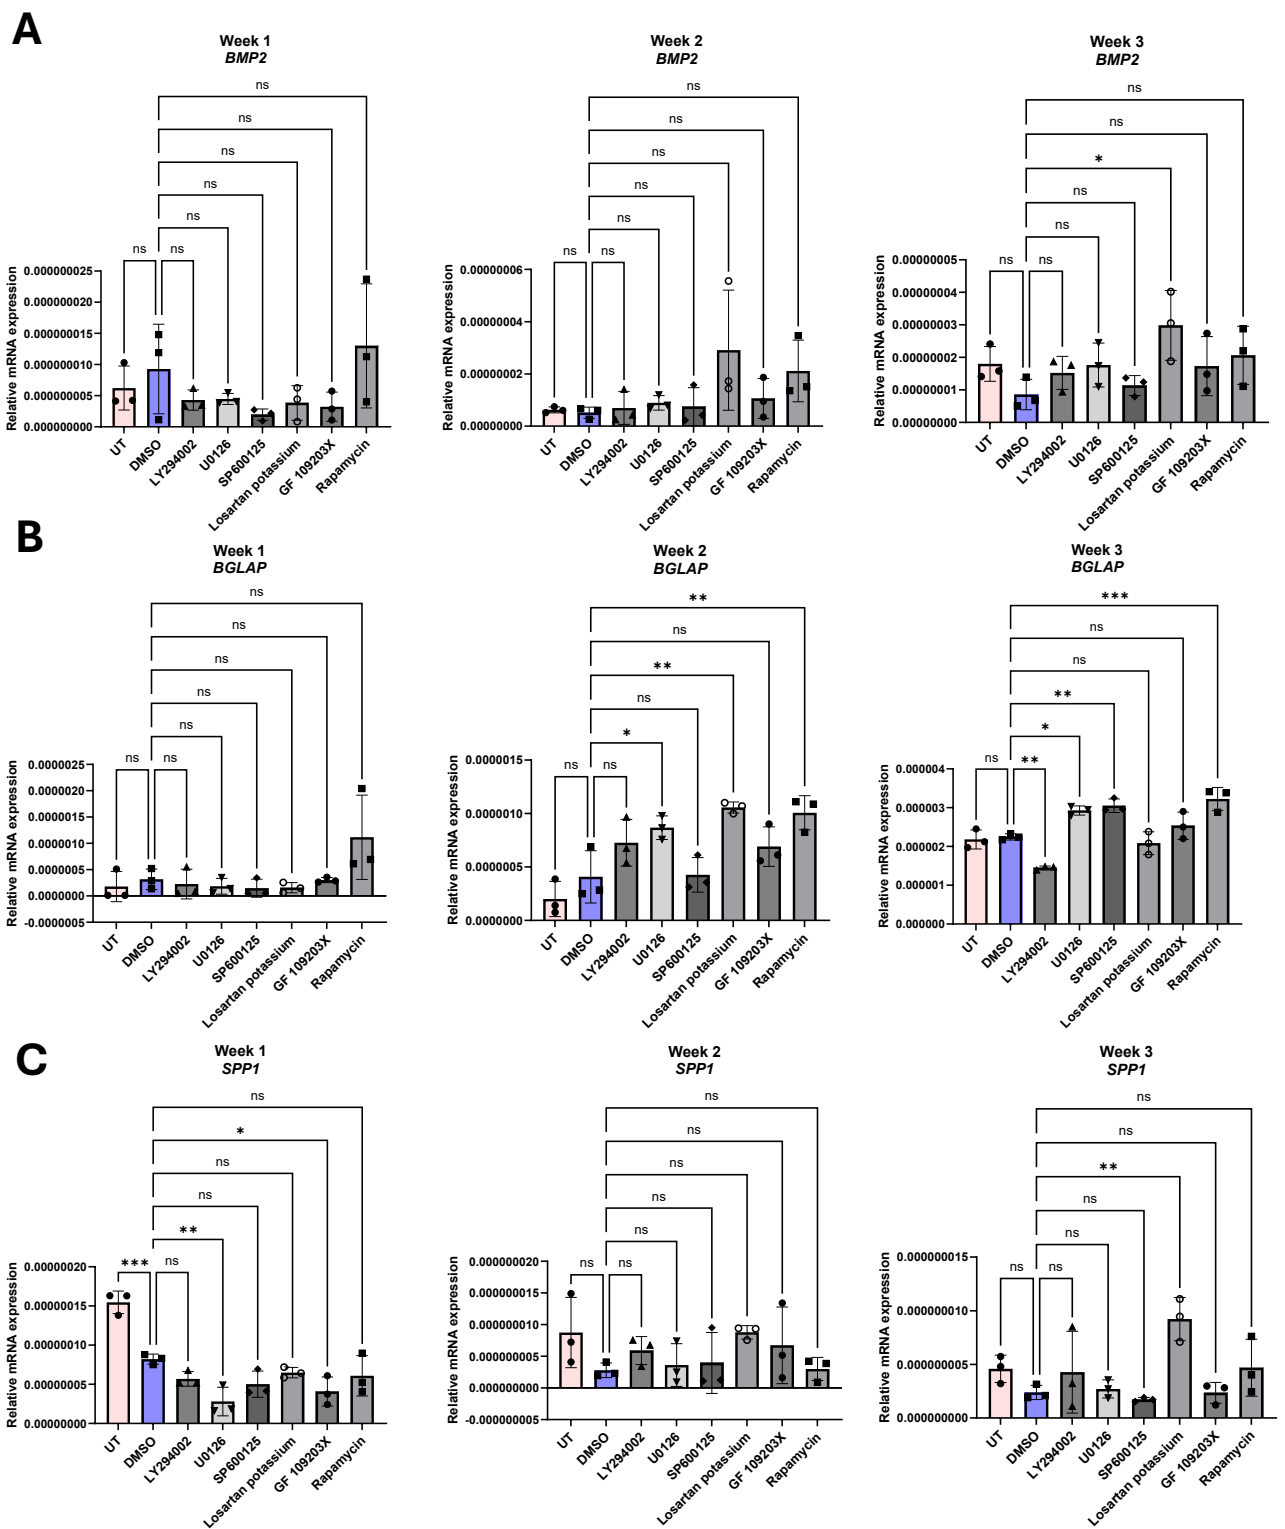 A
Week 1
BMP2
ns
ns
ns
ns
ns
ns
ns
Relative mRNA expression
0.000000025
0.000000020
0.000000015
0.000000010
0.000000005
0.000000000
UT
DMSO
LY294002
U0126
SP600125
Losartan potassium
GF 109203X
Rapamycin
Week 2
BMP2
ns
ns
ns
ns
ns
ns
ns
Relative mRNA expression
0.00000006
0.00000004
0.00000002
0.00000000
UT
DMSO
LY294002
U0126
SP600125
Losartan potassium
GF 109203X
Rapamycin
Week 3
BMP2
ns
ns
*
ns
ns
ns
ns
Relative mRNA expression
0.00000005
0.00000004
0.00000003
0.00000002
0.00000001
0.00000000
UT
DMSO
LY294002
U0126
SP600125
Losartan potassium
GF 109203X
Rapamycin
B
Week 1
BGLAP
ns
ns
ns
ns
ns
ns
ns
Relative mRNA expression
0.0000025
0.0000020
0.0000015
0.0000010
0.0000005
0.0000000
-0.0000005
UT
DMSO
LY294002
U0126
SP600125
Losartan potassium
GF 109203X
Rapamycin
Week 2
BGLAP
**
ns
**
ns
*
ns
ns
Relative mRNA expression
0.0000015
0.0000010
0.0000005
0.0000000
UT
DMSO
LY294002
U0126
SP600125
Losartan potassium
GF 109203X
Rapamycin
Week 3
BGLAP
***
ns
ns
**
*
ns
**
Relative mRNA expression
0.000004
0.000003
0.000002
0.000001
0.000000
UT
DMSO
LY294002
U0126
SP600125
Losartan potassium
GF 109203X
Rapamycin
C
Week 1
SPP1
ns
*
ns
ns
**
***
ns
Relative mRNA expression
0.00000020
0.00000015
0.00000010
0.00000005
0.00000000
UT
DMSO
LY294002
U0126
SP600125
Losartan potassium
GF 109203X
Rapamycin
Week 2
SPP1
ns
ns
ns
ns
ns
ns
ns
Relative mRNA expression
0.000000020
0.000000015
0.000000010
0.000000005
0.000000000
-0.000000005
UT
DMSO
LY294002
U0126
SP600125
Losartan potassium
GF 109203X
Rapamycin
Week 3
SPP1
ns
ns
**
ns
ns
ns
ns
Relative mRNA expression
0.000000015
0.000000010
0.000000005
0.000000000
UT
DMSO
LY294002
U0126
SP600125
Losartan potassium
GF 109203X
Rapamycin